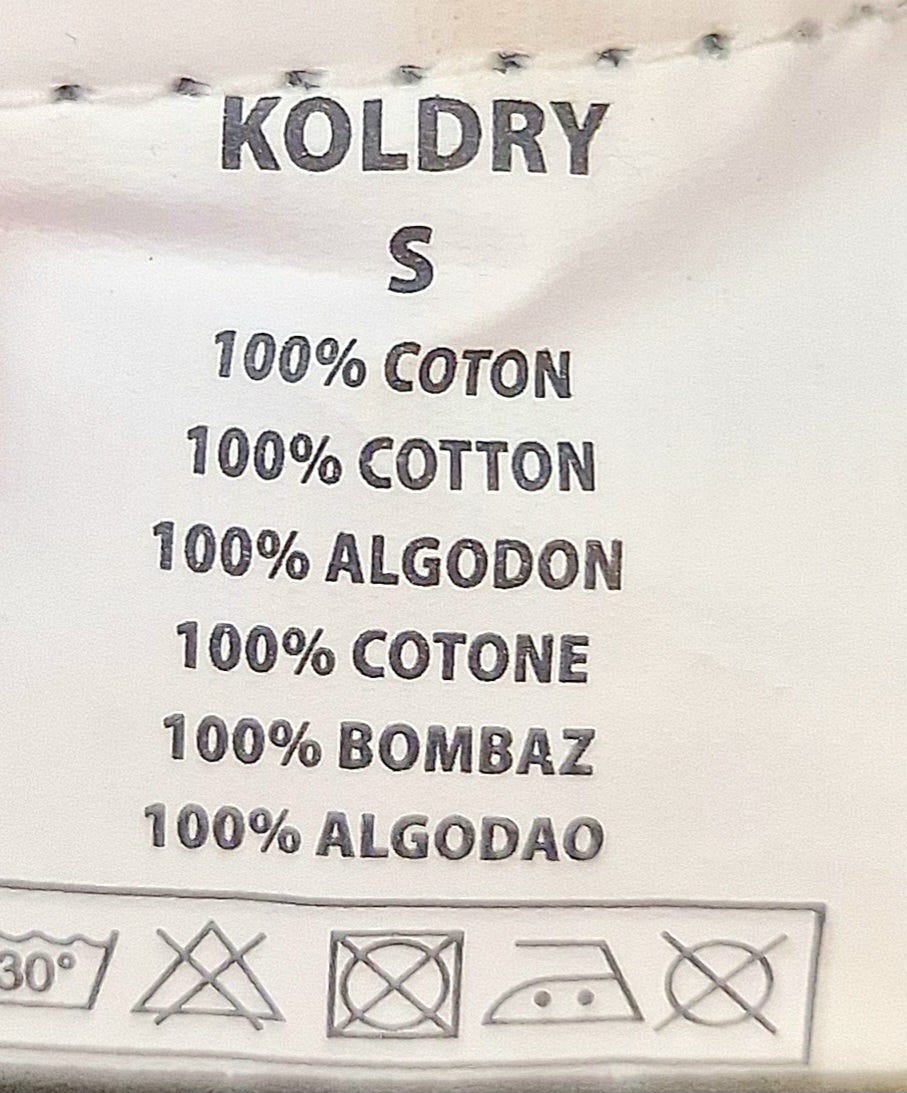 KOLDRY
S
100% COTON
100% COTTON
100% ALGODON
100% COTONE
100% BOMBAZ
100% ALGODAO
30°